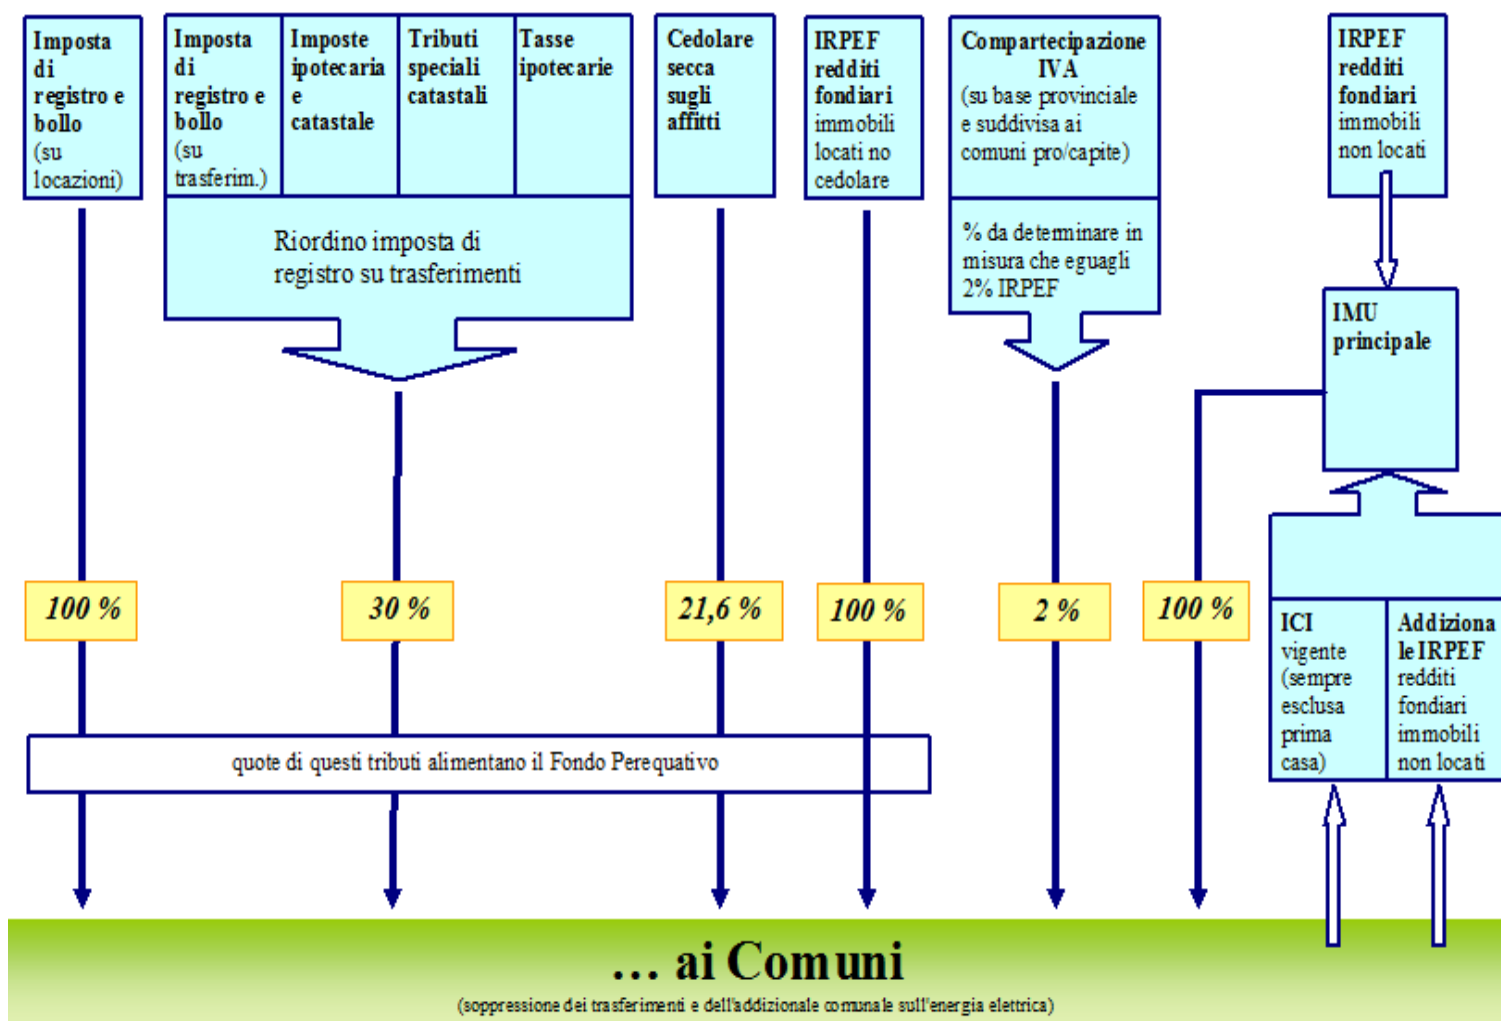 Imposta
di
registro e
bollo
(su
locazioni)
Imposta
di
registro e
bollo
(su
trasferim.)
Imposte
ipotecaria
e
catastale
Tributi
speciali
catastali
Tasse
ipotecarie
Riordino imposta di
registro su trasferimenti
Cedolare
secca
sugli
affitti
IRPEF
redditi
fondiari
immobili
locati no
cedolare
Compartecipazione
IVA
(su base provinciale
e suddivisa ai
comuni pro/capite)
% da determinare in
misura che eguagli
2% IRPEF
IRPEF
redditi
fondiari
immobili
non locati
IMU
principale
100 %
30 %
21,6 %
100 %
2 %
100 %
ICI
vigente
(sempre
esclusa
prima
casa)
Addiziona
le IRPEF
redditi
fondiari
immobili
non locati
quote di questi tributi alimentano il Fondo Perequativo
... ai Comuni
(soppressione dei trasferimenti e dell'addizionale comunale sull'energia elettrica)